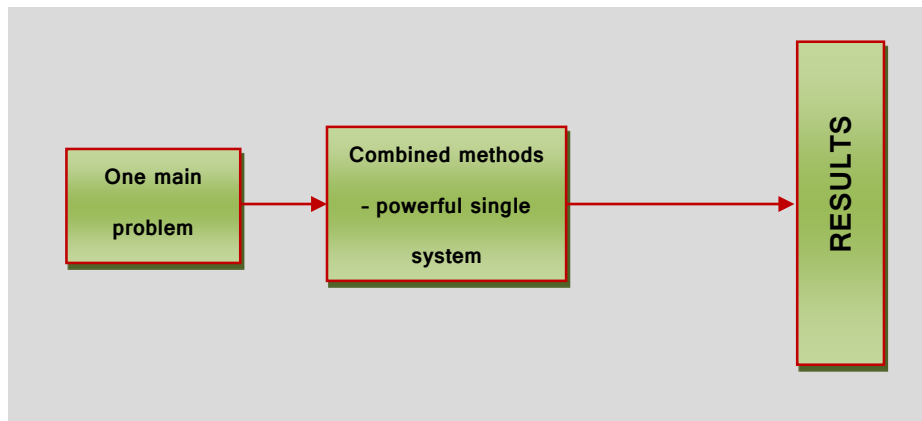 One main
problem
Combined methods
- powerful single
system
RESULTS